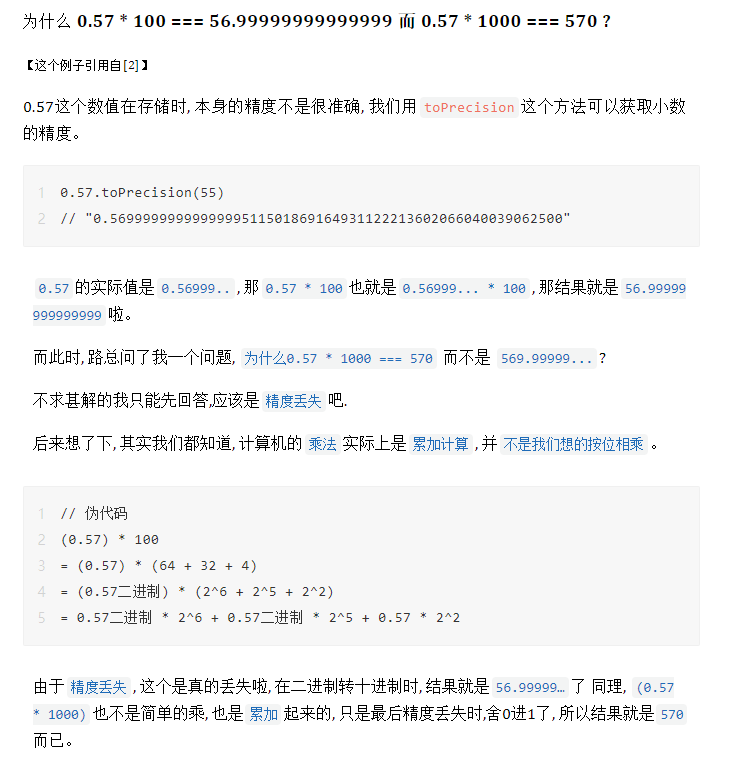 为什么 0.57 * 100 === 56.99999999999999 而 0.57 * 1000 === 570 ?
【这个例子引用自[2]】
0.57这个数值在存储时, 本身的精度不是很准确, 我们用 toPrecision 这个方法可以获取小数
的精度。
1 0.57.toPrecision(55)
2 // "0.5699999999999999511501869164931122213602066040039062500"
0.57 的实际值是 0.56999.. , 那 0.57 * 100 也就是 0.56999... * 100 , 那结果就是 56.99999
999999999 啦。
而此时, 路总问了我一个问题, 为什么0.57 * 1000 === 570 而不是 569.99999... ?
不求甚解的我只能先回答,应该是 精度丢失 吧.
后来想了下, 其实我们都知道, 计算机的 乘法 实际上是 累加计算 , 并 不是我们想的按位相乘 。
1 // 伪代码
2 (0.57) * 100
3 = (0.57) * (64 + 32 + 4)
4 = (0.57二进制) * (2^6 + 2^5 + 2^2)
5 = 0.57二进制 * 2^6 + 0.57二进制 * 2^5 + 0.57 * 2^2
由于 精度丢失 , 这个是真的丢失啦, 在二进制转十进制时, 结果就是 56.99999… 了 同理, (0.57
* 1000) 也不是简单的乘, 也是 累加 起来的, 只是最后精度丢失时,舍0进1了, 所以结果就是 570
而已。